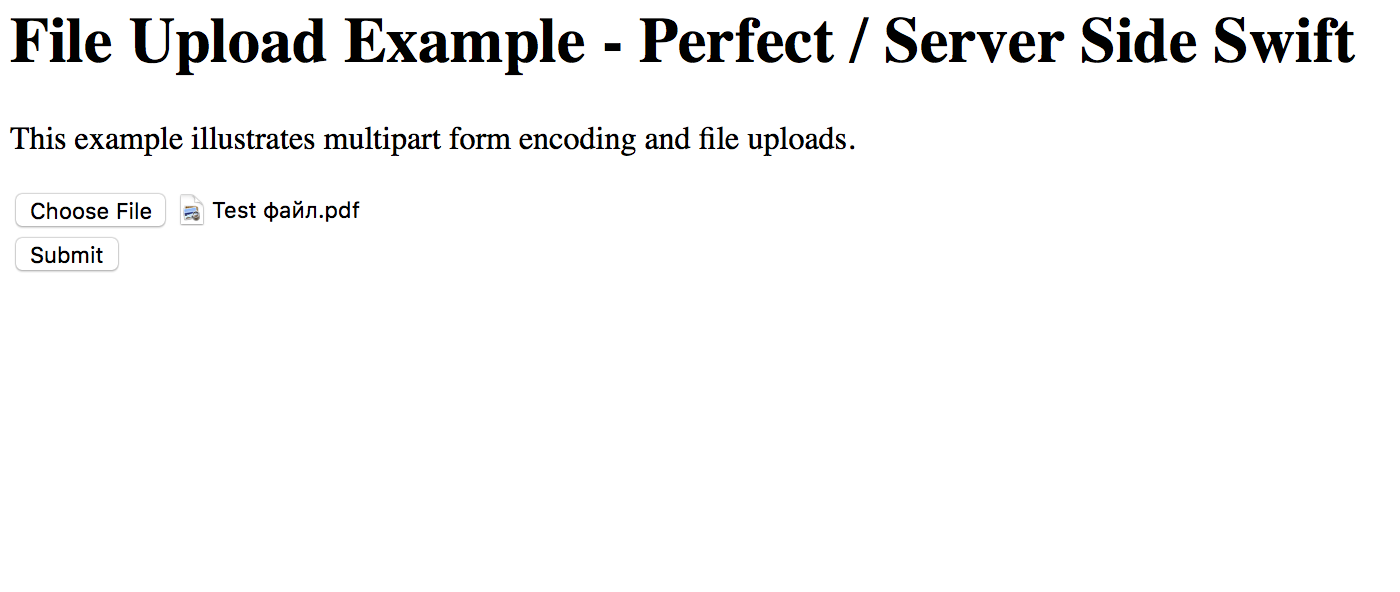 File Upload Example - Perfect / Server Side Swift
This example illustrates multipart form encoding and file uploads.
Choose File Test файл.pdf
Submit